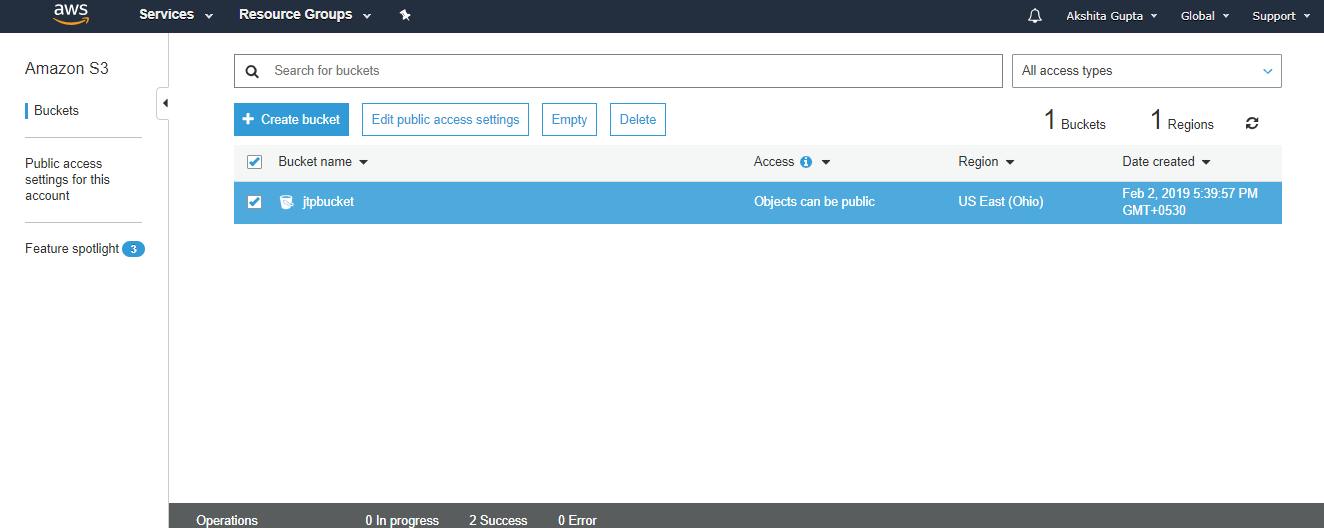 aws Services Resource Groups Akshita Gupta Global Support
Amazon S3
Buckets
Public access
settings for this
account
Feature spotlight 3
Search for buckets All access types
Create bucket Edit public access settings Empty Delete 1 Buckets 1 Regions
Bucket name Access Region Date created
jtpbucket Objects can be public US East (Ohio) Feb 2, 2019 5:39:57 PM
GMT+0530
Operations 0 In progress 2 Success 0 Error